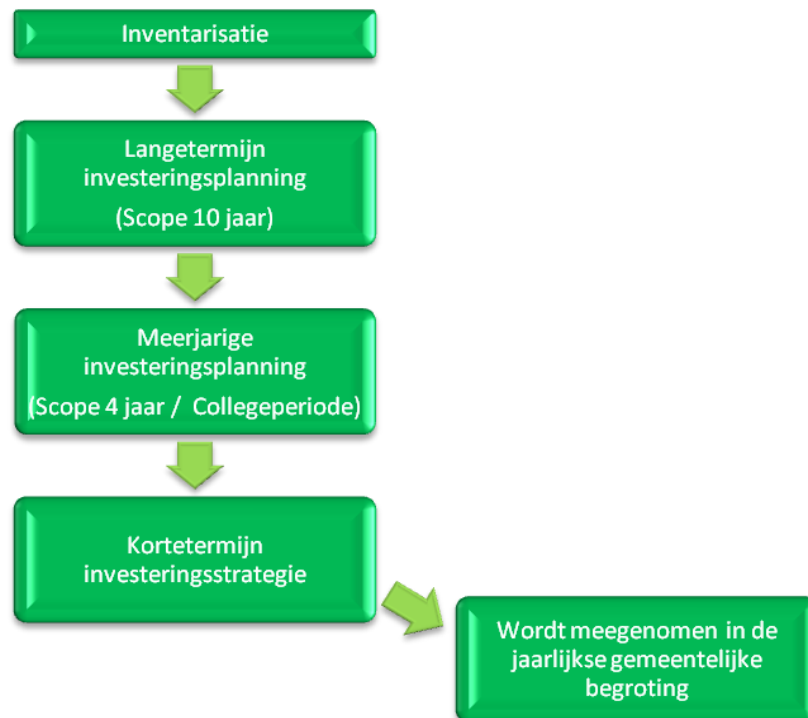 Inventarisatie
Langetermijn
investeringsplanning
(Scope 10 jaar)
Meerjarige
investeringsplanning
(Scope 4 jaar / Collegeperiode)
Kortetermijn
investeringsstrategie
Wordt meegenomen in de
jaarlijkse gemeentelijke
begroting